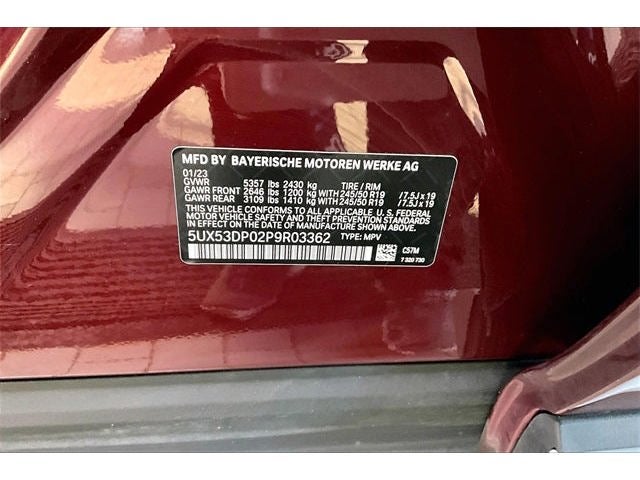 MFD BY BAYERISCHE MOTOREN WERKE AG
01/23
GVWR 5357 lbs 2430 kg TIRE / RIM
GAWR FRONT 2646 lbs 1200 kg WITH 245/50 R19 /7.5J x 19
GAWR REAR 3109 lbs 1410 kg WITH 245/50 R19 /7.5J x 19
THIS VEHICLE CONFORMS TO ALL APPLICABLE U.S. FEDERAL
MOTOR VEHICLE SAFETY AND THEFT PREVENTION STANDARDS
IN EFFECT ON THE DATE OF MANUFACTURE SHOWN ABOVE.
5UX53DP02P9R03362 TYPE: MPV
C57M
7 320 730